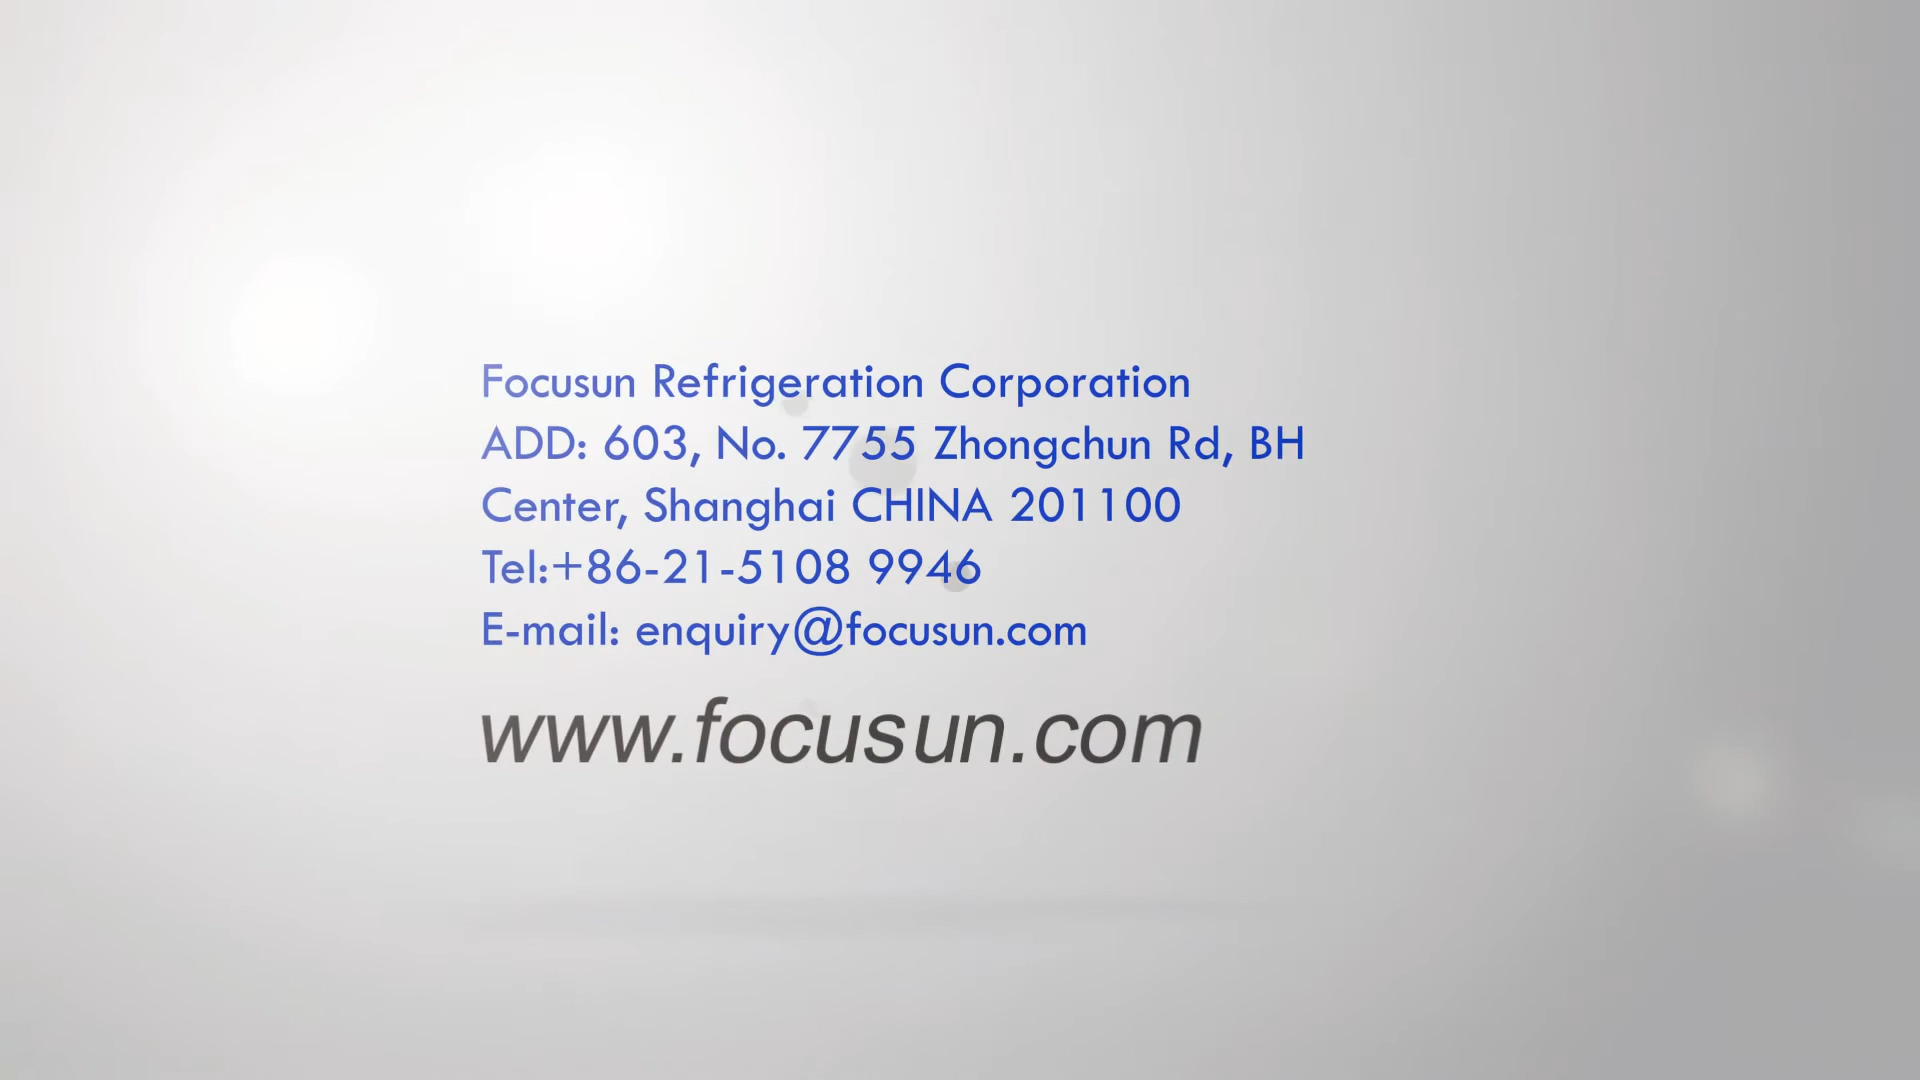 Focusun Refrigeration Corporation
ADD: 603, No. 7755 Zhongchun Rd, BH
Center, Shanghai CHINA 201100
Tel:+86-21-5108 9946
E-mail: enquiry@focusun.com
www.focusun.com